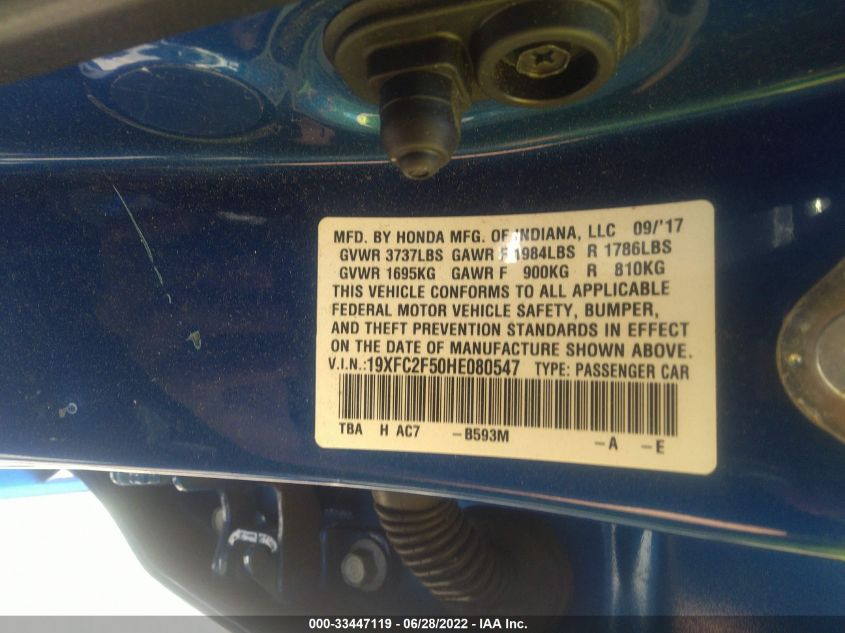 MFD. BY HONDA MFG. OF INDIANA, LLC 09/'17
GVWR 3737LBS GAWR F 1984LBS R 1786LBS
GVWR 1695KG GAWR F 900KG R 810KG
THIS VEHICLE CONFORMS TO ALL APPLICABLE
FEDERAL MOTOR VEHICLE SAFETY, BUMPER,
AND THEFT PREVENTION STANDARDS IN EFFECT
ON THE DATE OF MANUFACTURE SHOWN ABOVE.
V.I.N.:19XFC2F50HE080547 TYPE: PASSENGER CAR
TBA H AC7 -B593M -A -E
000-33447119 - 06/28/2022 - IAA Inc.